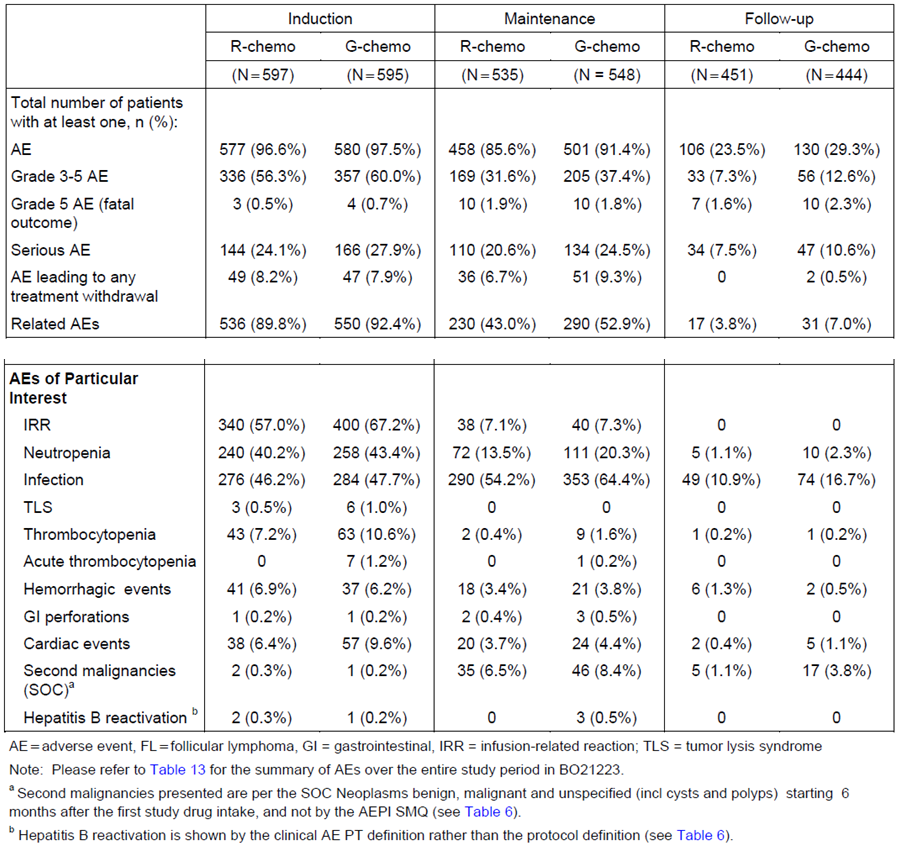 Induction Maintenance Follow-up
R-chemo G-chemo R-chemo G-chemo R-chemo G-chemo
(N=597) (N=595) (N=535) (N = 548) (N=451) (N=444)
Total number of patients
with at least one, n (%):
AE 577 (96.6%) 580 (97.5%) 458 (85.6%) 501 (91.4%) 106 (23.5%) 130 (29.3%)
Grade 3-5 AE 336 (56.3%) 357 (60.0%) 169 (31.6%) 205 (37.4%) 33 (7.3%) 56 (12.6%)
Grade 5 AE (fatal 3 (0.5%) 4 (0.7%) 10 (1.9%) 10 (1.8%) 7 (1.6%) 10 (2.3%)
outcome)
Serious AE 144 (24.1%) 166 (27.9%) 110 (20.6%) 134 (24.5%) 34 (7.5%) 47 (10.6%)
AE leading to any 49 (8.2%) 47 (7.9%) 36 (6.7%) 51 (9.3%) 0 2 (0.5%)
treatment withdrawal
Related AEs 536 (89.8%) 550 (92.4%) 230 (43.0%) 290 (52.9%) 17 (3.8%) 31 (7.0%)
AEs of Particular
Interest
IRR 340 (57.0%) 400 (67.2%) 38 (7.1%) 40 (7.3%) 0 0
Neutropenia 240 (40.2%) 258 (43.4%) 72 (13.5%) 111 (20.3%) 5 (1.1%) 10 (2.3%)
Infection 276 (46.2%) 284 (47.7%) 290 (54.2%) 353 (64.4%) 49 (10.9%) 74 (16.7%)
TLS 3 (0.5%) 6 (1.0%) 0 0 0 0
Thrombocytopenia 43 (7.2%) 63 (10.6%) 2 (0.4%) 9 (1.6%) 1 (0.2%) 1 (0.2%)
Acute thrombocytopenia 0 7 (1.2%) 0 1 (0.2%) 0 0
Hemorrhagic events 41 (6.9%) 37 (6.2%) 18 (3.4%) 21 (3.8%) 6 (1.3%) 2 (0.5%)
GI perforations 1 (0.2%) 1 (0.2%) 2 (0.4%) 3 (0.5%) 0 0
Cardiac events 38 (6.4%) 57 (9.6%) 20 (3.7%) 24 (4.4%) 2 (0.4%) 5 (1.1%)
Second malignancies 2 (0.3%) 1 (0.2%) 35 (6.5%) 46 (8.4%) 5 (1.1%) 17 (3.8%)
(SOC)a
Hepatitis B reactivation b 2 (0.3%) 1 (0.2%) 0 3 (0.5%) 0 0
AE=adverse event, FL=follicular lymphoma, GI = gastrointestinal, IRR = infusion-related reaction; TLS = tumor lysis syndrome
Note: Please refer to Table 13 for the summary of AEs over the entire study period in BO21223.
a Second malignancies presented are per the SOC Neoplasms benign, malignant and unspecified (incl cysts and polyps) starting 6
months after the first study drug intake, and not by the AEPI SMQ (see Table 6).
b Hepatitis B reactivation is shown by the clinical AE PT definition rather than the protocol definition (see Table 6).